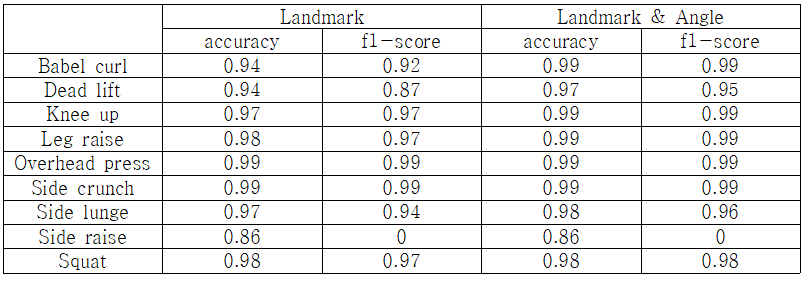 Landmark Landmark & Angle
accuracy f1-score accuracy f1-score
Babel curl 0.94 0.92 0.99 0.99
Dead lift 0.94 0.87 0.97 0.95
Knee up 0.97 0.97 0.99 0.99
Leg raise 0.98 0.97 0.99 0.99
Overhead press 0.99 0.99 0.99 0.99
Side crunch 0.99 0.99 0.99 0.99
Side lunge 0.97 0.94 0.98 0.96
Side raise 0.86 0 0.86 0
Squat 0.98 0.97 0.98 0.98